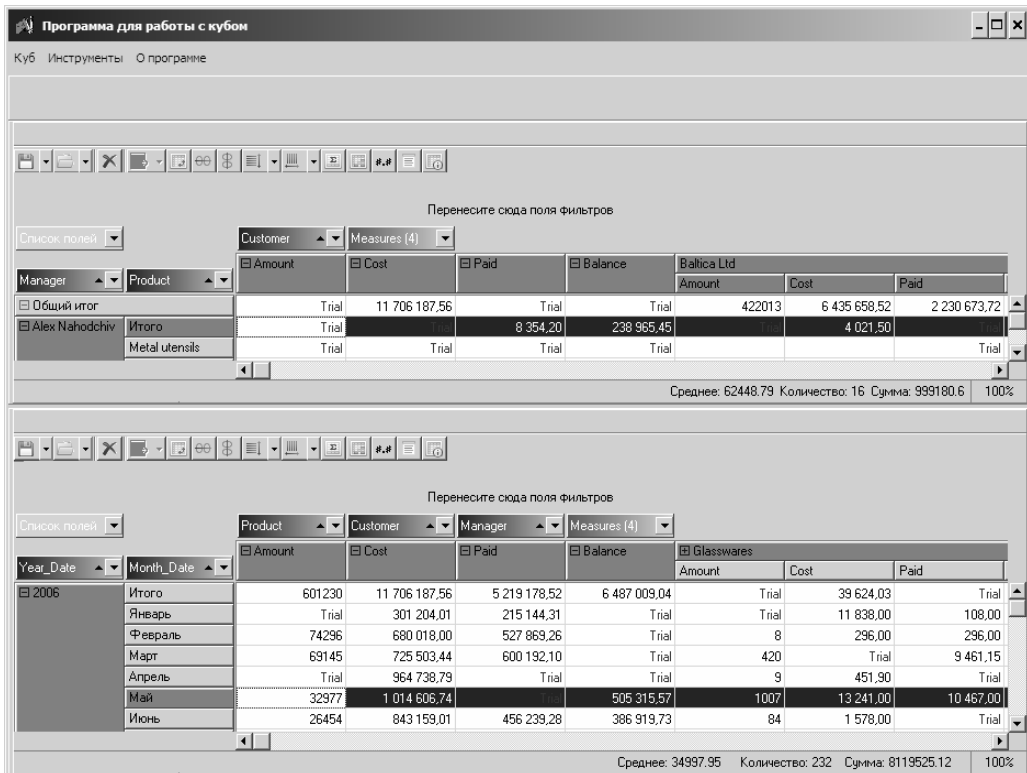 Программа для работы с кубом
Куб Инструменты О программе
Перенесите сюда поля фильтров
Список полей Customer Measures (4)
Amount Cost Paid Balance Baltica Ltd
Manager Product Amount Cost Paid
Общий итог Trial 11 706 187,56 Trial Trial 422013 6 435 658,52 2 230 673,72
Alex Nahodchiv Итого Trial Trial 8 354,20 238 965,45 Trial 4 021,50 Trial
Metal utensils Trial Trial Trial Trial Trial
Среднее: 62448.79 Количество: 16 Сумма: 999180.6 100%
Перенесите сюда поля фильтров
Список полей Product Customer Manager Measures (4)
Amount Cost Paid Balance Glasswares
Year_Date Month_Date Amount Cost Paid
2006 Итого 601230 11 706 187,56 5 219 178,52 6 487 009,04 Trial 39 624,03 Trial
Январь Trial 301 204,01 215 144,31 Trial Trial 11 838,00 108,00
Февраль 74296 680 018,00 527 869,26 Trial 8 296,00 296,00
Март 69145 725 503,44 600 192,10 Trial 420 Trial 9 461,15
Апрель Trial 964 738,79 Trial Trial 9 451,90 Trial
Май 32977 1 014 606,74 Trial 505 315,57 1007 13 241,00 10 467,00
Июнь 26454 843 159,01 456 239,28 386 919,73 84 1 578,00 Trial
Среднее: 34997.95 Количество: 232 Сумма: 8119525.12 100%